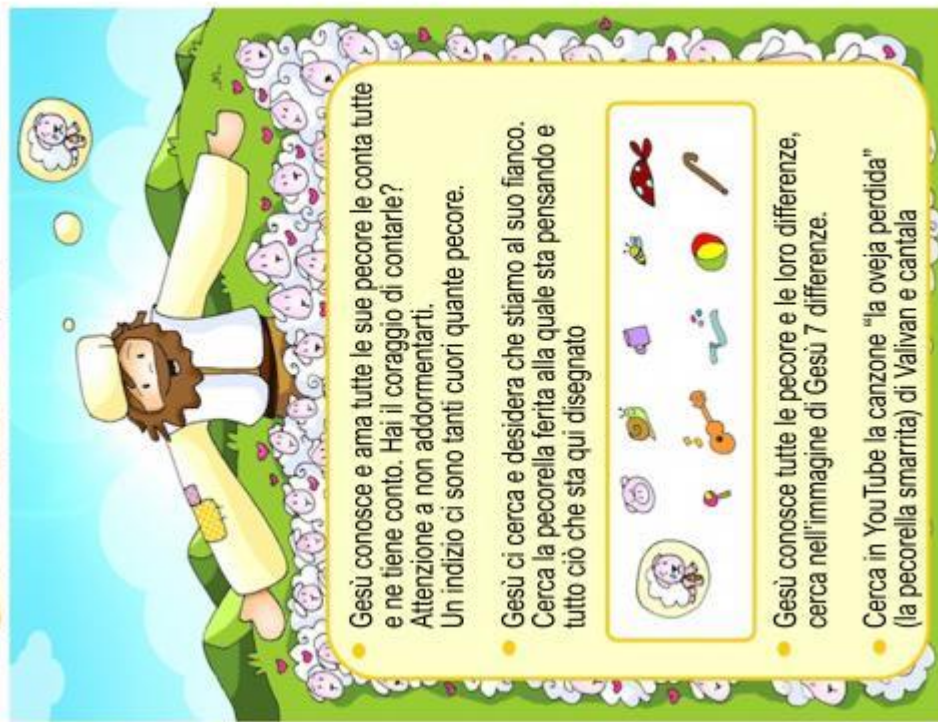 Gesù conosce e ama tutte le sue pecore le conta tutte
e ne tiene conto. Hai il coraggio di contarle?
Attenzione a non addormentarti.
Un indizio ci sono tanti cuori quante pecore.
Gesù ci cerca e desidera che stiamo al suo fianco.
Cerca la pecorella ferita alla quale sta pensando e
tutto ciò che sta qui disegnato
Gesù conosce tutte le pecore e le loro differenze,
cerca nell'immagine di Gesù 7 differenze.
Cerca in YouTube la canzone "la oveja perdida"
(la pecorella smarrita) di Valivan e cantala